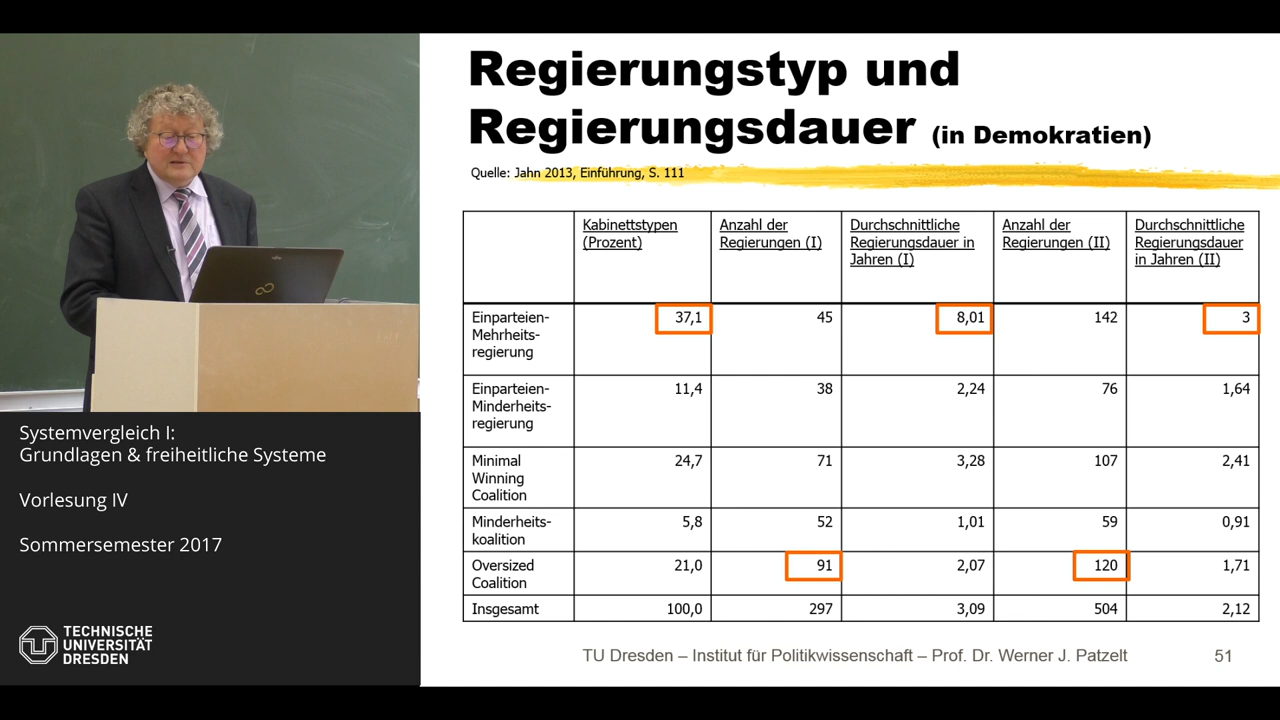 Regierungstyp und
Regierungsdauer (in Demokratien)
Quelle: Jahn 2013, Einführung, S. 111
Kabinettstypen
(Prozent)
Anzahl der
Regierungen (I)
Durchschnittliche
Regierungsdauer in
Jahren (I)
Anzahl der
Regierungen (II)
Durchschnittliche
Regierungsdauer
in Jahren (II)
Einparteien-
Mehrheits-
regierung
37,1
45
8,01
142
3
Einparteien-
Minderheits-
regierung
11,4
38
2,24
76
1,64
Minimal
Winning
Coalition
24,7
71
3,28
107
2,41
Minderheits-
koalition
5,8
52
1,01
59
0,91
Oversized
Coalition
21,0
91
2,07
120
1,71
Insgesamt
100,0
297
3,09
504
2,12
TU Dresden – Institut für Politikwissenschaft – Prof. Dr. Werner J. Patzelt
51
Systemvergleich I:
Grundlagen & freiheitliche Systeme
Vorlesung IV
Sommersemester 2017
TECHNISCHE
UNIVERSITÄT
DRESDEN